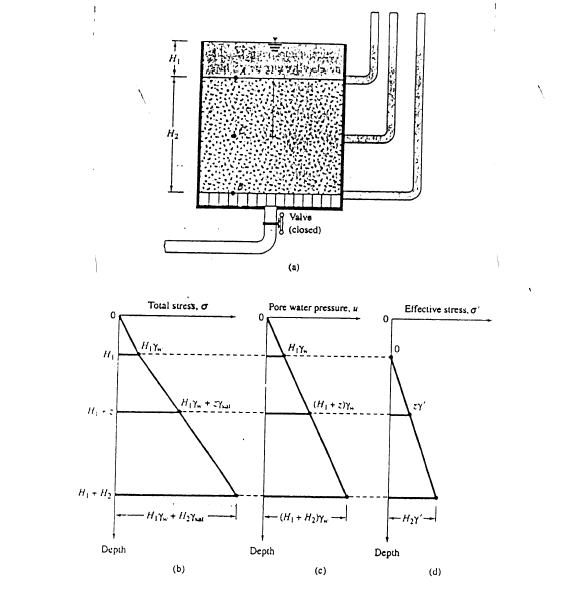 H₁
A
H₂
C
B
Valve
(closed)
(a)
Total stress, σ
0
H₁
H₁γw
H₁ + z
H₁γw + zγsat
H₁ + H₂
H₁γw + H₂γsat
Depth
(b)
Pore water pressure, u
0
H₁γw
(H₁ + z)γw
(H₁ + H₂)γw
Depth
(c)
Effective stress, σ'
0
0
zγ'
H₂γ'
Depth
(d)